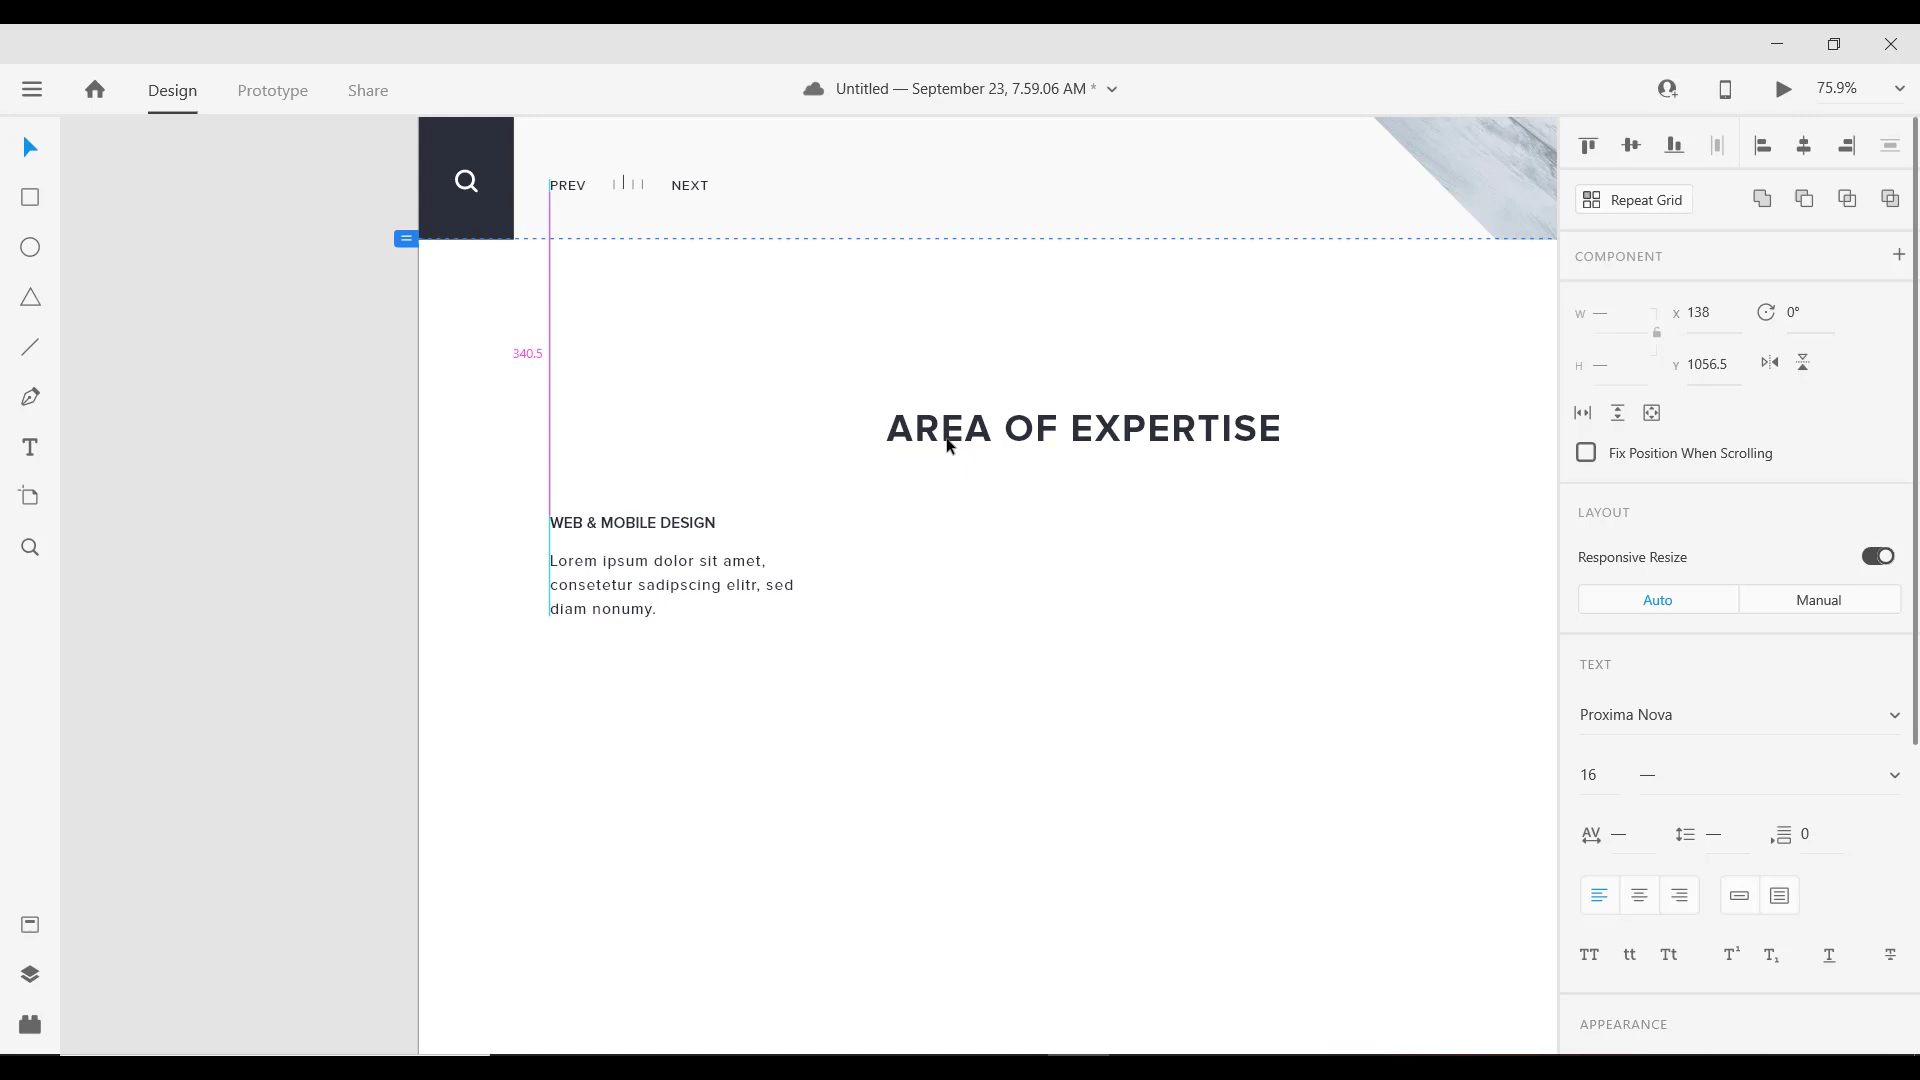 Design
Prototype
Share
Untitled — September 23, 7.59.06 AM *
75.9%
PREV
NEXT
340.5
AREA OF EXPERTISE
WEB & MOBILE DESIGN
Lorem ipsum dolor sit amet,
consetetur sadipscing elitr, sed
diam nonumy.
Repeat Grid
COMPONENT
W — X 138 0°
H — Y 1056.5
Fix Position When Scrolling
LAYOUT
Responsive Resize
Auto
Manual
TEXT
Proxima Nova
16 —
AV — — 0
TT tt Tt T¹ T₁ T T
APPEARANCE